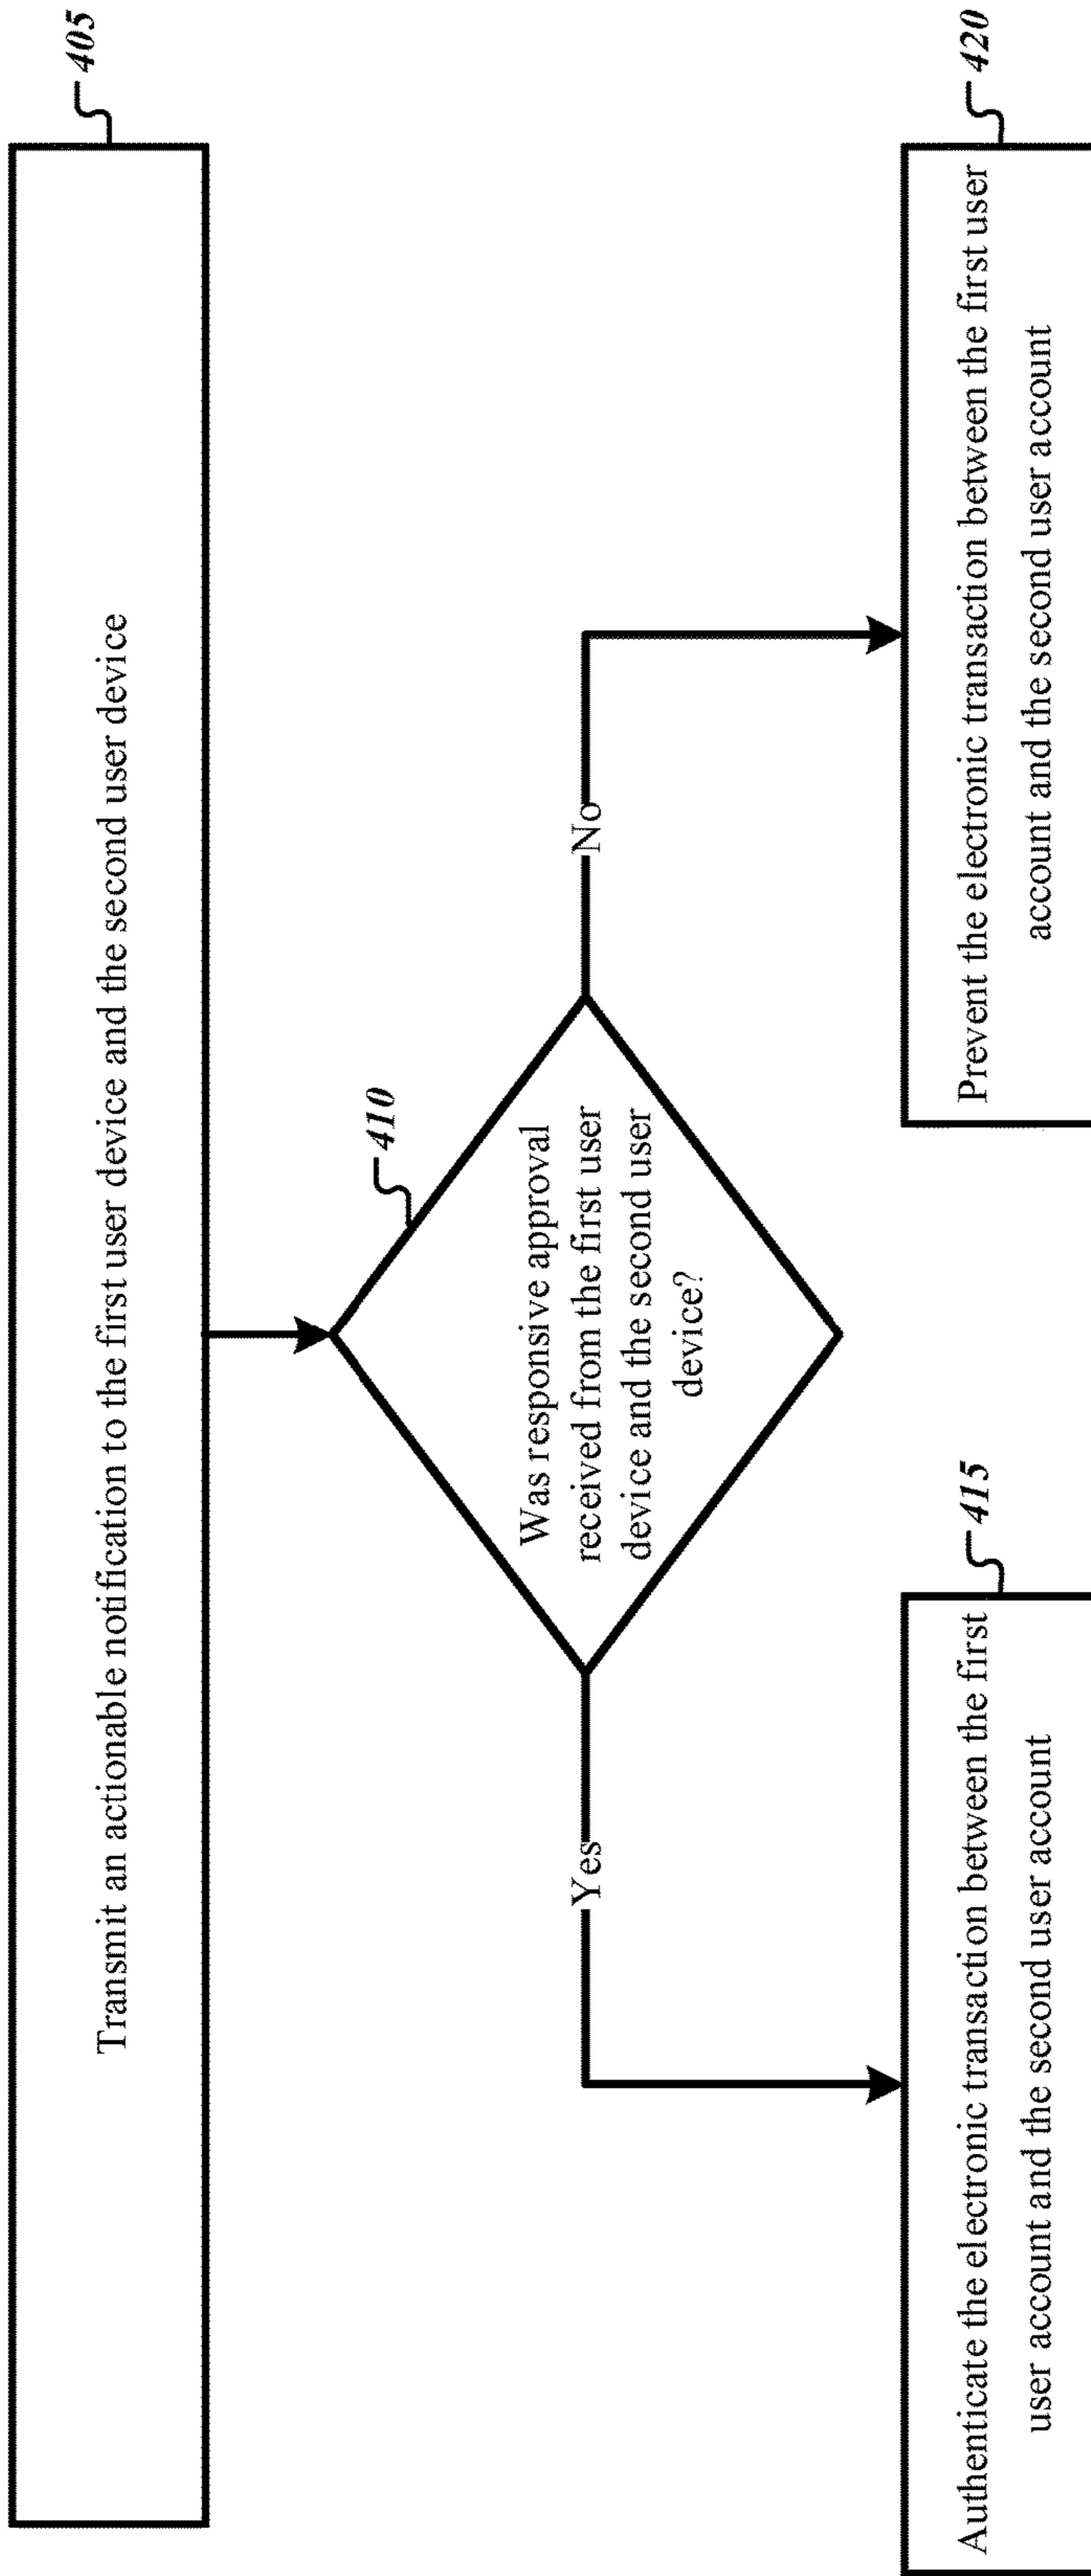 405
Transmit an actionable notification to the first user device and the second user device
410
Was responsive approval
received from the first user
device and the second user
device?
Yes
No
415
Authenticate the electronic transaction between the first
user account and the second user account
420
Prevent the electronic transaction between the first user
account and the second user account